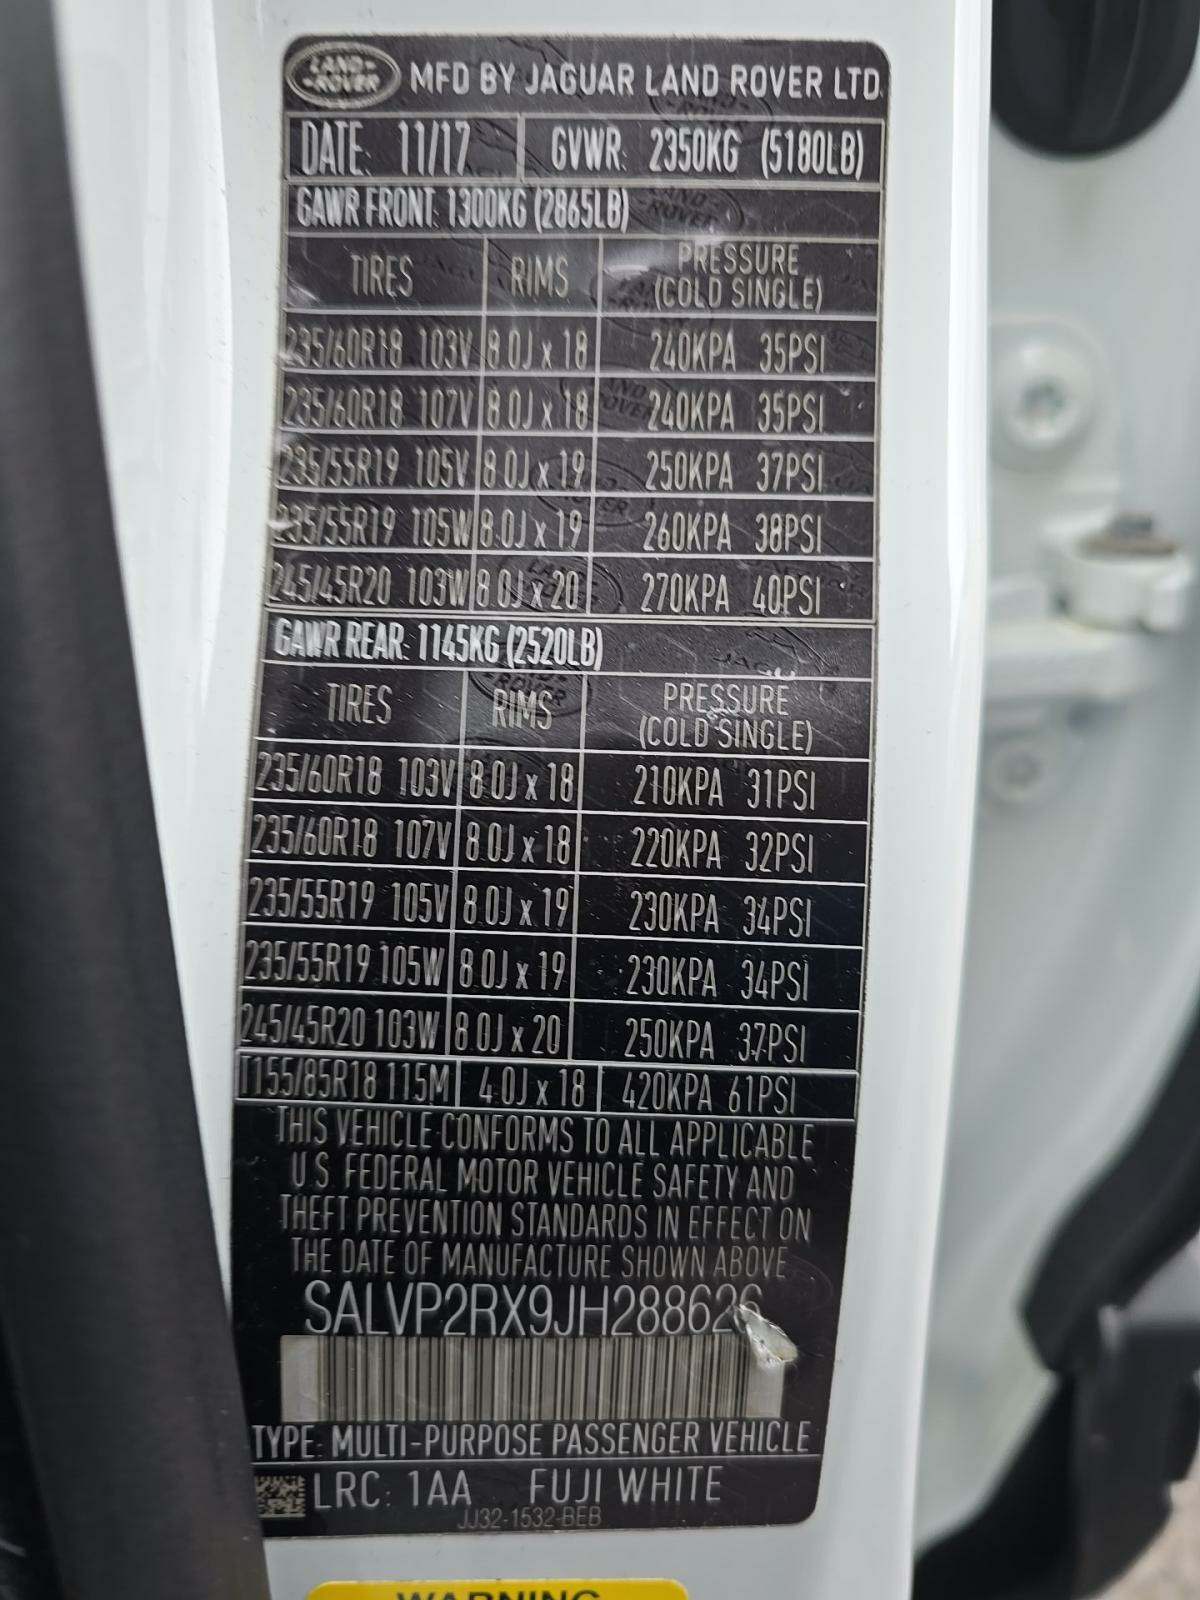 LAND-
-ROVER
MFD BY JAGUAR LAND ROVER LTD
DATE: 11/17 GVWR: 2350KG (5180LB)
GAWR FRONT: 1300KG (2865LB)
TIRES RIMS PRESSURE (COLD SINGLE)
235/60R18 103V 8.0J x 18 240KPA 35PSI
235/60R18 107V 8.0J x 18 240KPA 35PSI
235/55R19 105V 8.0J x 19 250KPA 37PSI
235/55R19 105W 8.0J x 19 260KPA 38PSI
245/45R20 103W 8.0J x 20 270KPA 40PSI
GAWR REAR: 1145KG (2520LB)
TIRES RIMS PRESSURE (COLD SINGLE)
235/60R18 103V 8.0J x 18 210KPA 31PSI
235/60R18 107V 8.0J x 18 220KPA 32PSI
235/55R19 105V 8.0J x 19 230KPA 34PSI
235/55R19 105W 8.0J x 19 230KPA 34PSI
245/45R20 103W 8.0J x 20 250KPA 37PSI
T155/85R18 115M 4.0J x 18 420KPA 61PSI
THIS VEHICLE CONFORMS TO ALL APPLICABLE
U.S. FEDERAL MOTOR VEHICLE SAFETY AND
THEFT PREVENTION STANDARDS IN EFFECT ON
THE DATE OF MANUFACTURE SHOWN ABOVE
SALVP2RX9JH288626
TYPE: MULTI-PURPOSE PASSENGER VEHICLE
LRC: 1AA FUJI WHITE
JJ32-1532-BEB
WARNING